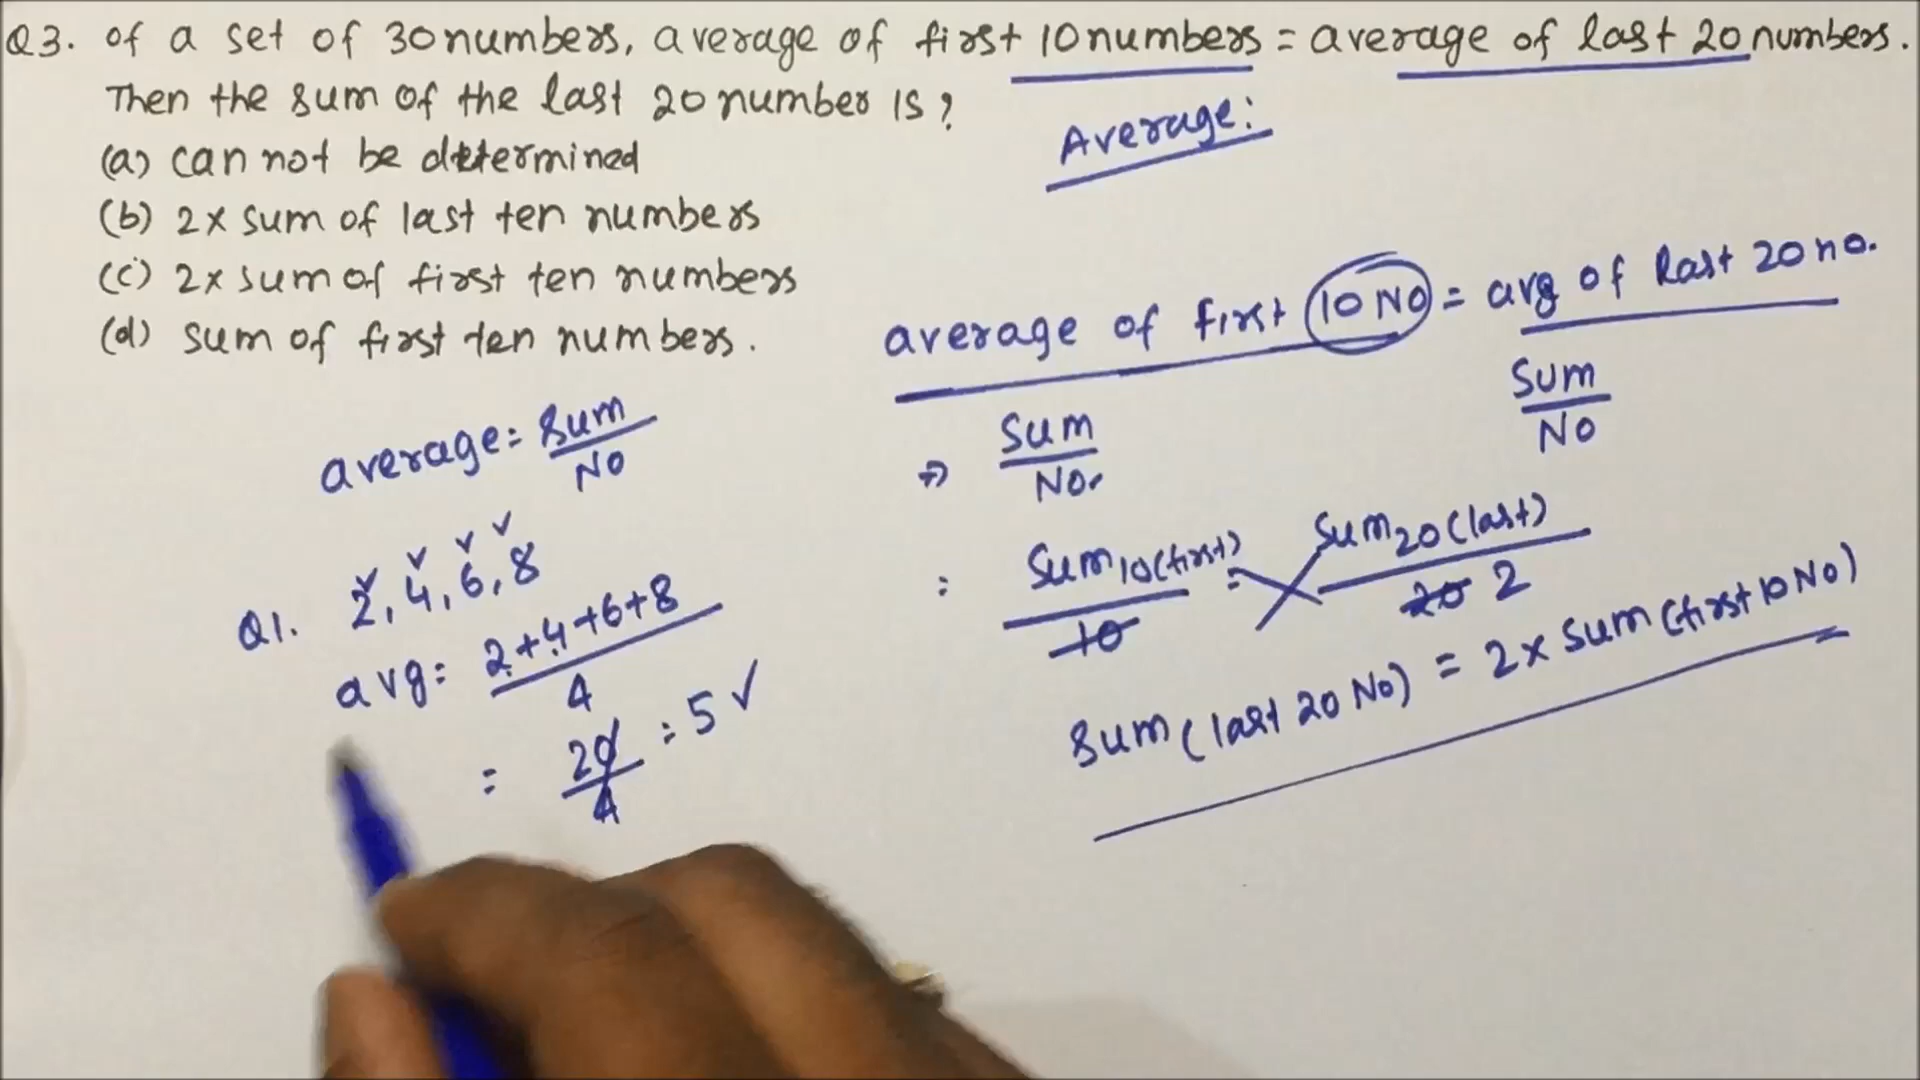 Q3. Of a set of 30 numbers, average of first 10 numbers = average of last 20 numbers.
Then the sum of the last 20 number is?
(a) can not be determined
(b) 2x sum of last ten numbers
(c) 2x sum of first ten numbers
(d) sum of first ten numbers.
Average:
average of first 10 NO = avg of last 20 no.
Sum
NO.
Sum
NO
= Sum10(first) = Sum20(last)
10
20 2
Sum (last 20 NO) = 2x Sum (first 10 NO)
average = Sum
NO
Q1. 2, 4, 6, 8
avg = 2+4+6+8
4
= 20 = 5
4